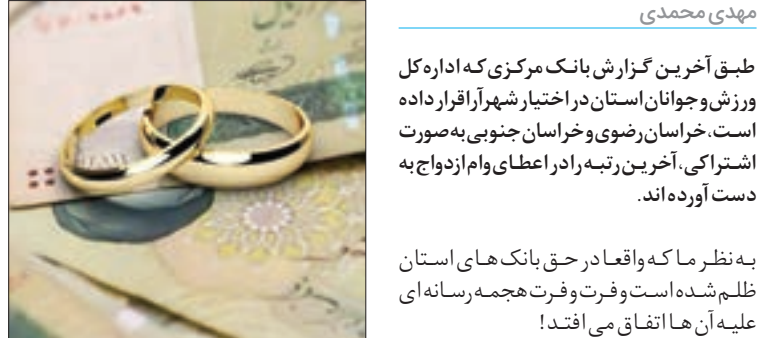 مهدی محمدی
طبق آخرین گزارش بانک مرکزی که اداره کل
ورزش و جوانان استان در اختیار شهرآرا قرار داده
است، خراسان رضوی و خراسان جنوبی به صورت
اشتراکی، آخرین رتبه را در اعطای وام ازدواج به
دست آورده اند.
به نظر ما که واقعا در حق بانک های استان
ظلم شده است و فرت و فرت هجمه رسانه ای
علیه آن ها اتفاق می افتد!